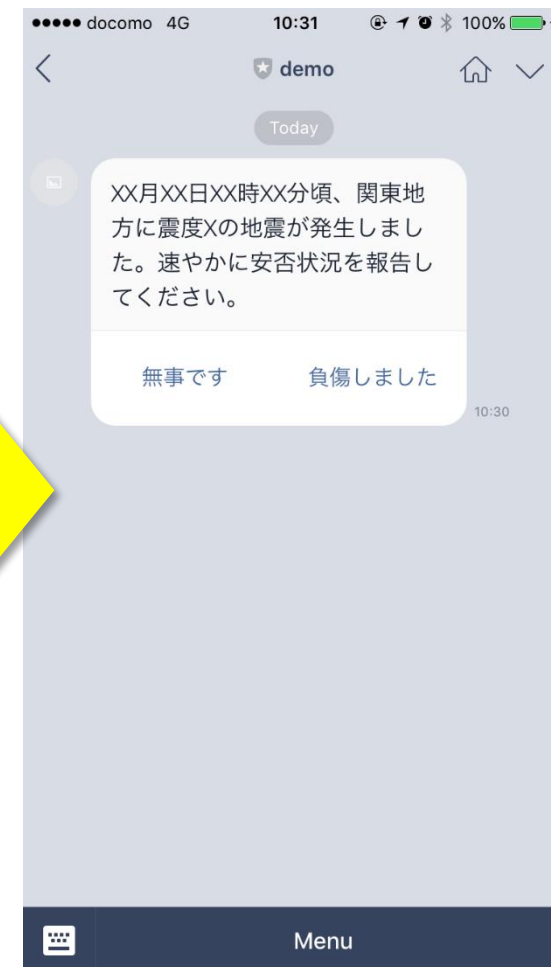 docomo 4G 10:31 100%
demo
Today
XX月XX日XX時XX分頃、関東地
方に震度Xの地震が発生しまし
た。速やかに安否状況を報告し
てください。
無事です 負傷しました
10:30
Menu